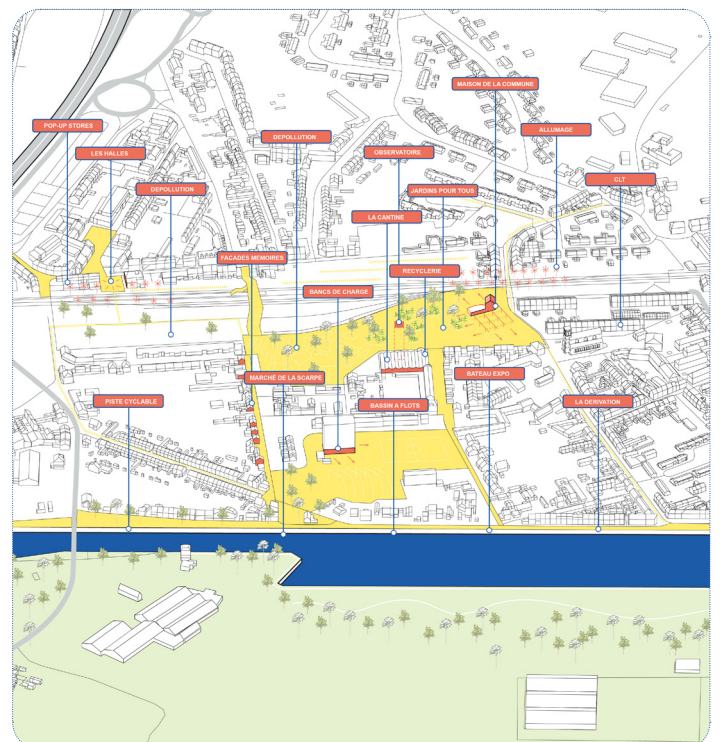 MAISON DE LA COMMUNE
POP-UP STORES
ALLUMAGE
DEPOLLUTION
LES HALLES
OBSERVATOIRE
CLT
DEPOLLUTION
JARDINS POUR TOUS
LA CANTINE
FACADES MEMOIRES
RECYCLERIE
BANCS DE CHARGE
MARCHÉ DE LA SCARPE
BATEAU EXPO
PISTE CYCLABLE
BASSIN A FLOTS
LA DERIVATION